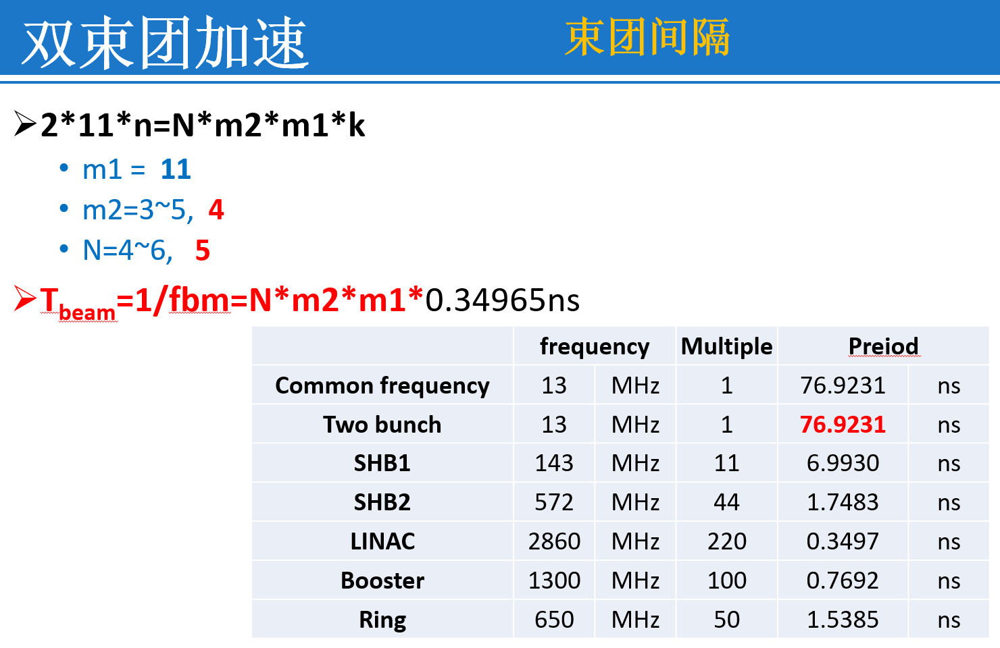 双束团加速
束团间隔
➢2*11*n=N*m2*m1*k
• m1 = 11
• m2=3~5, 4
• N=4~6, 5
➢Tbeam=1/fbm=N*m2*m1*0.34965ns
frequency Multiple Preiod
Common frequency 13 MHz 1 76.9231 ns
Two bunch 13 MHz 1 76.9231 ns
SHB1 143 MHz 11 6.9930 ns
SHB2 572 MHz 44 1.7483 ns
LINAC 2860 MHz 220 0.3497 ns
Booster 1300 MHz 100 0.7692 ns
Ring 650 MHz 50 1.5385 ns